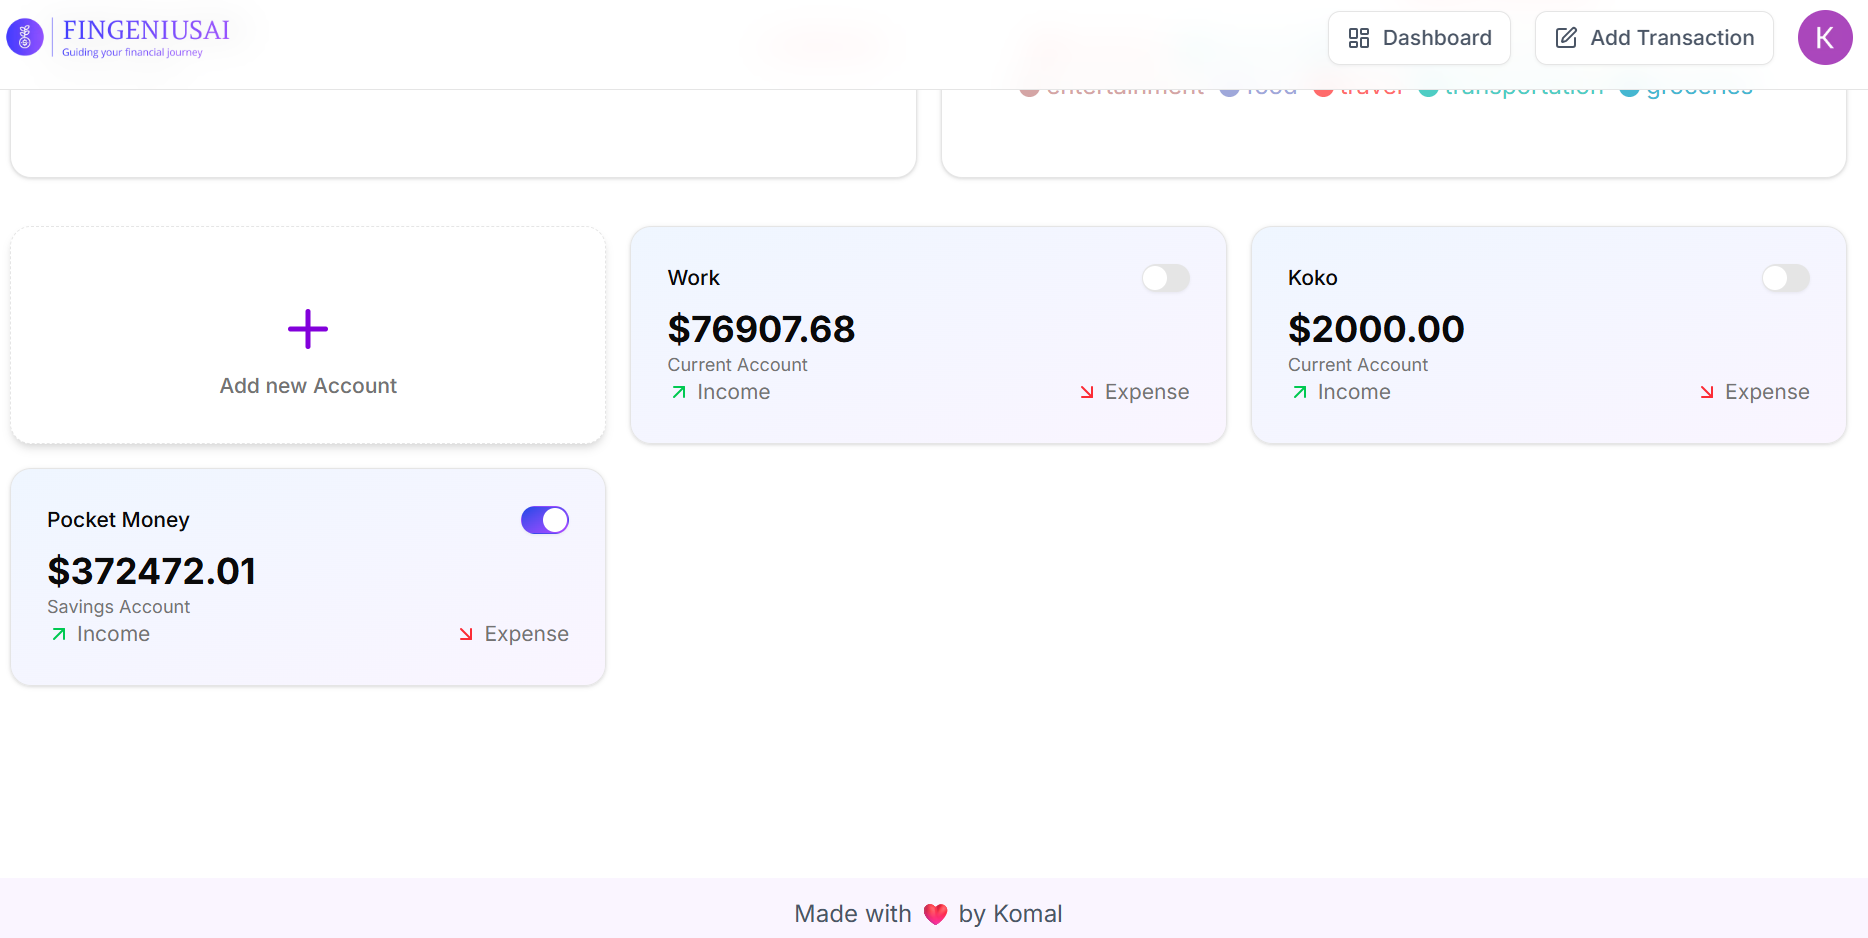 FINGENIUSAI
Guiding your financial journey
Dashboard
Add Transaction
K
entertainment food travel transportation groceries
Add new Account
Work
$76907.68
Current Account
Income Expense
Koko
$2000.00
Current Account
Income Expense
Pocket Money
$372472.01
Savings Account
Income Expense
Made with ❤️ by Komal